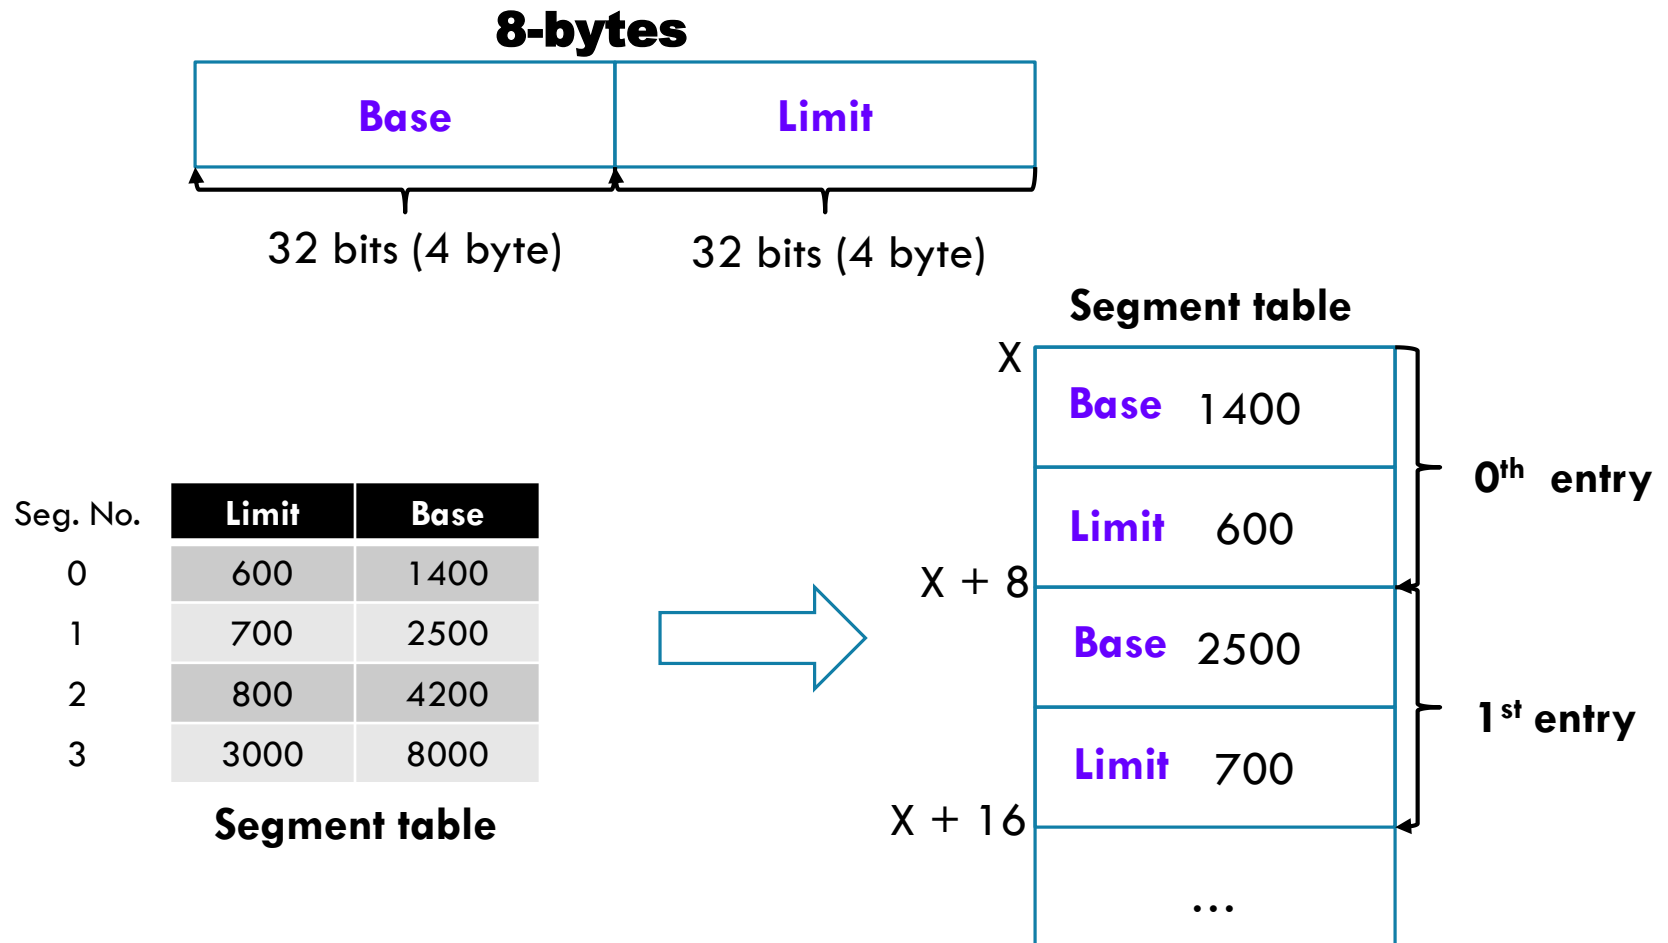 8-bytes
Base Limit
32 bits (4 byte) 32 bits (4 byte)
Segment table
X
Base 1400
Limit 600
0th entry
X + 8
Base 2500
Limit 700
1st entry
X + 16
...
Seg. No. Limit Base
0 600 1400
1 700 2500
2 800 4200
3 3000 8000
Segment table